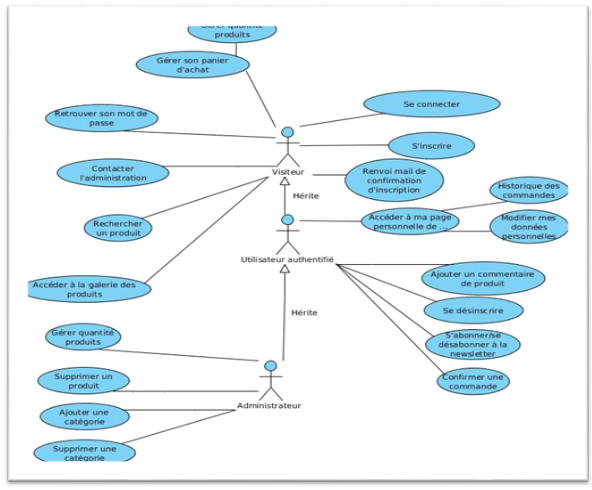 Gérer quantité
produits
Gérer son panier
d'achat
Se connecter
Retrouver son mot de
passe
S'inscrire
Visiteur
Contacter
l'administration
Renvoi mail de
confirmation
d'inscription
Historique des
commandes
Hérite
Rechercher
un produit
Accéder à ma page
personnelle de ...
Modifier mes
données
personnelles
Utilisateur authentifié
Ajouter un commentaire
de produit
Accéder à la galerie des
produits
Se désinscrire
Hérite
Gérer quantité
produits
S'abonner/se
désabonner à la
newsletter
Supprimer un
produit
Confirmer une
commande
Administrateur
Ajouter une
catégorie
Supprimer une
catégorie